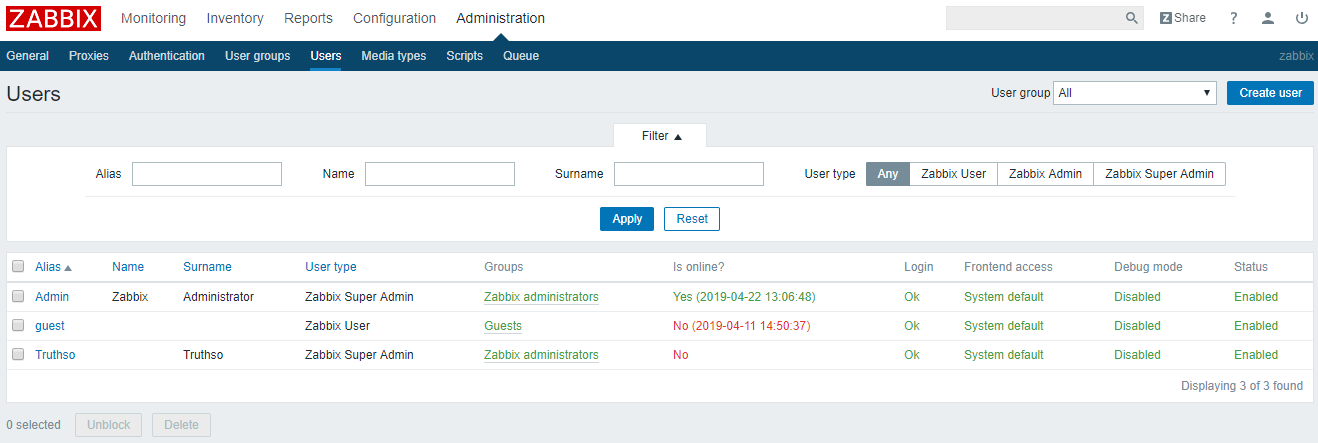 ZABBIX Monitoring Inventory Reports Configuration Administration Z Share ?
General Proxies Authentication User groups Users Media types Scripts Queue zabbix
Users User group All Create user
Filter
Alias Name Surname User type Any Zabbix User Zabbix Admin Zabbix Super Admin
Apply Reset
Alias Name Surname User type Groups Is online? Login Frontend access Debug mode Status
Admin Zabbix Administrator Zabbix Super Admin Zabbix administrators Yes (2019-04-22 13:06:48) Ok System default Disabled Enabled
guest Zabbix User Guests No (2019-04-11 14:50:37) Ok System default Disabled Enabled
Truthso Truthso Zabbix Super Admin Zabbix administrators No Ok System default Disabled Enabled
Displaying 3 of 3 found
0 selected Unblock Delete